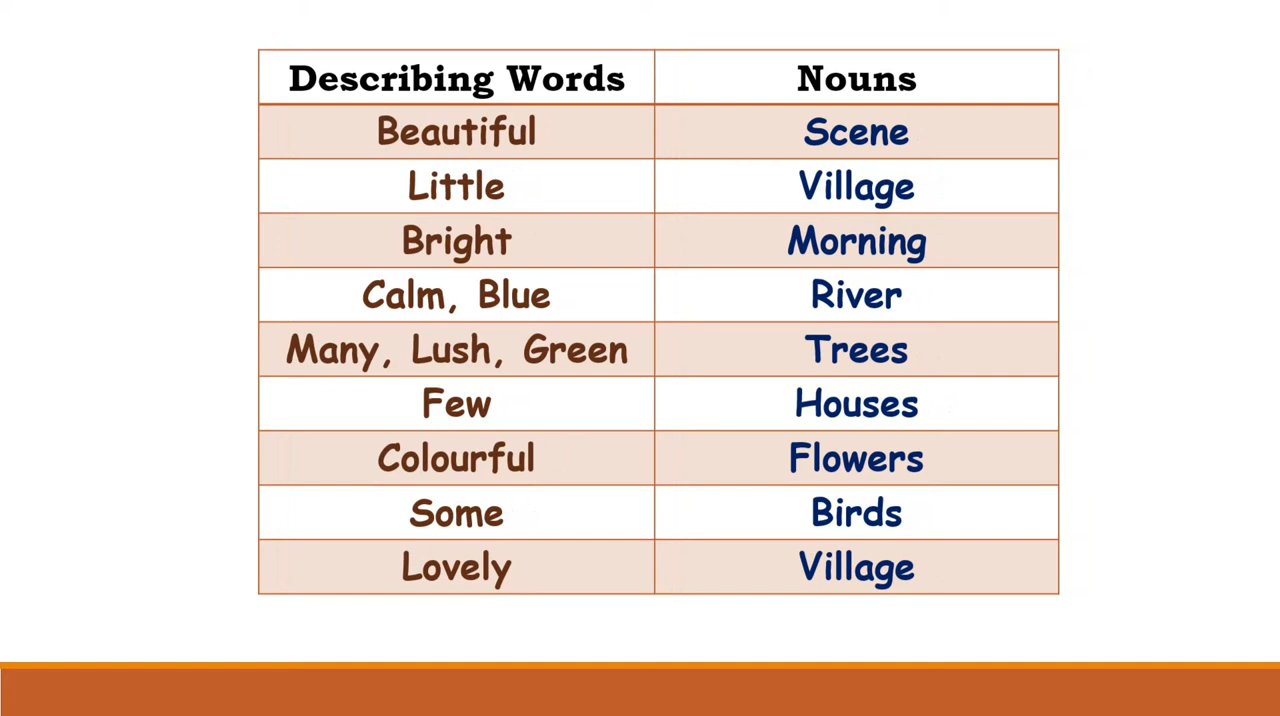 Describing Words Nouns
Beautiful Scene
Little Village
Bright Morning
Calm, Blue River
Many, Lush, Green Trees
Few Houses
Colourful Flowers
Some Birds
Lovely Village